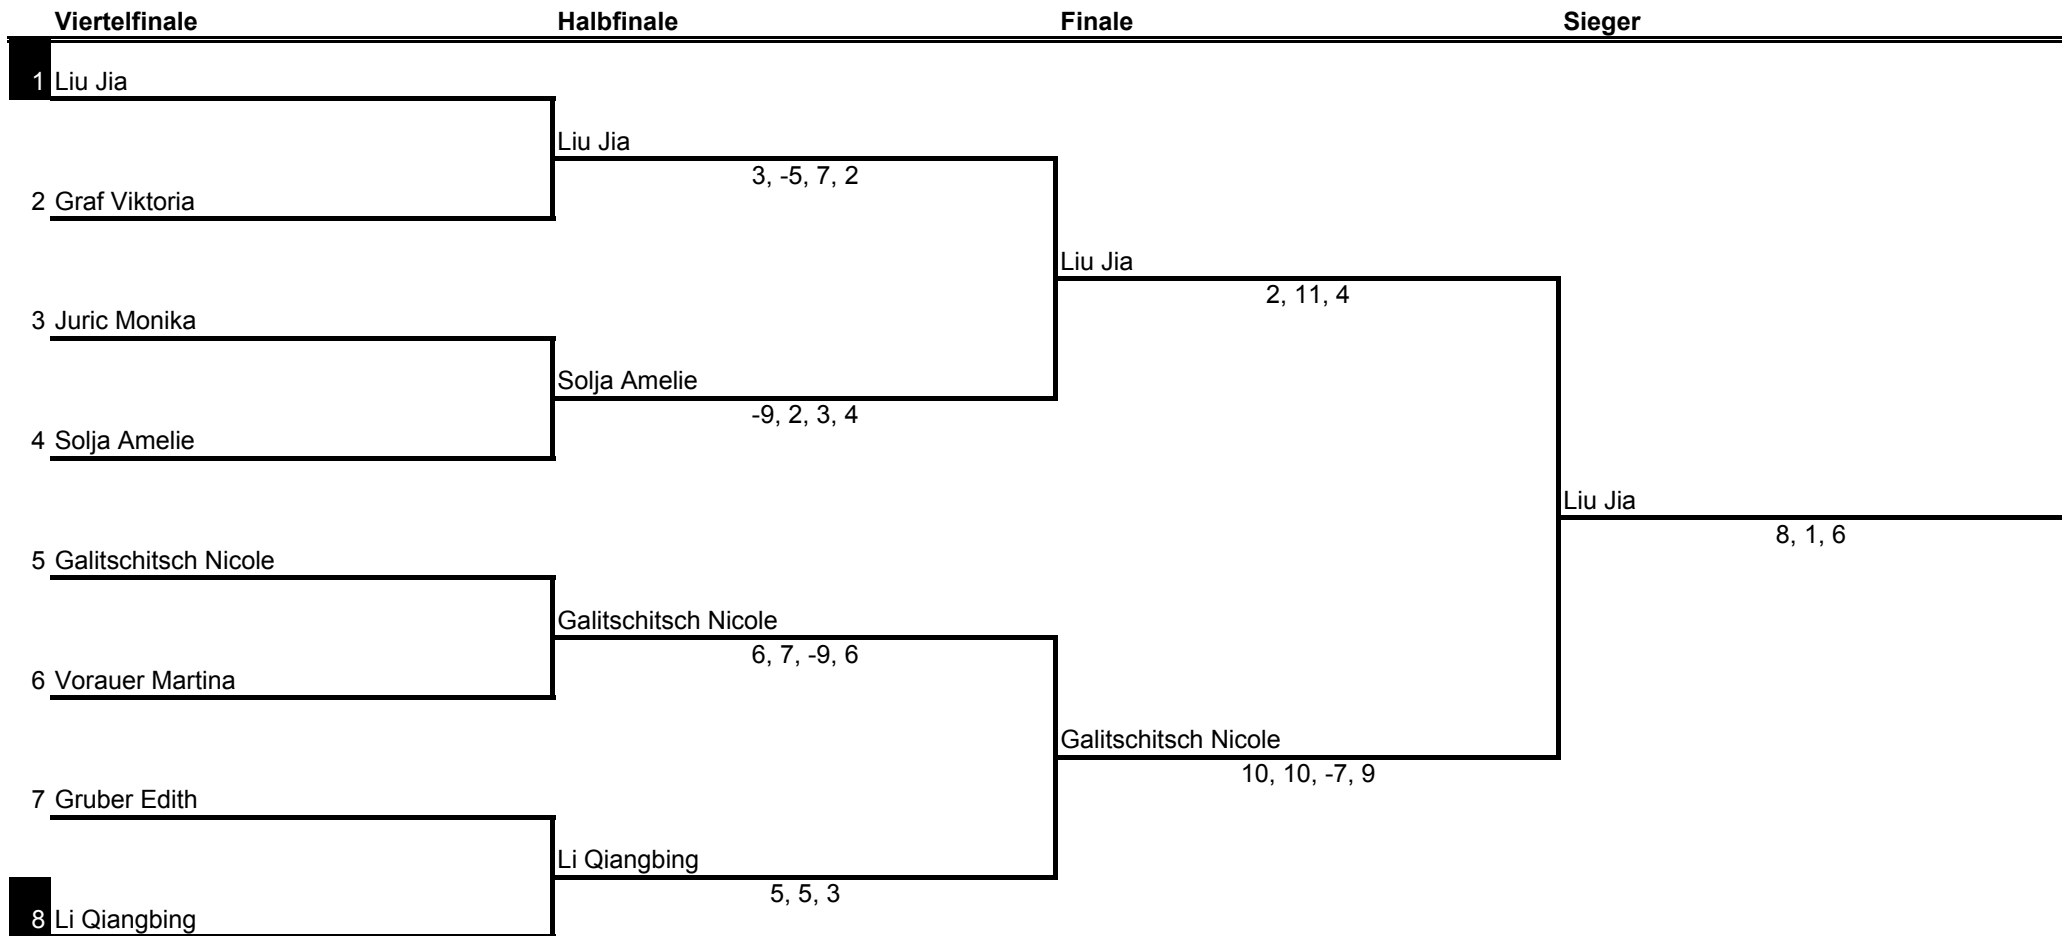 Viertelfinale Halbfinale Finale Sieger
1 Liu Jia
Liu Jia
3, -5, 7, 2
2 Graf Viktoria
Liu Jia
2, 11, 4
3 Juric Monika
Solja Amelie
-9, 2, 3, 4
4 Solja Amelie
Liu Jia
8, 1, 6
5 Galitschitsch Nicole
Galitschitsch Nicole
6, 7, -9, 6
6 Vorauer Martina
Galitschitsch Nicole
10, 10, -7, 9
7 Gruber Edith
Li Qiangbing
5, 5, 3
8 Li Qiangbing